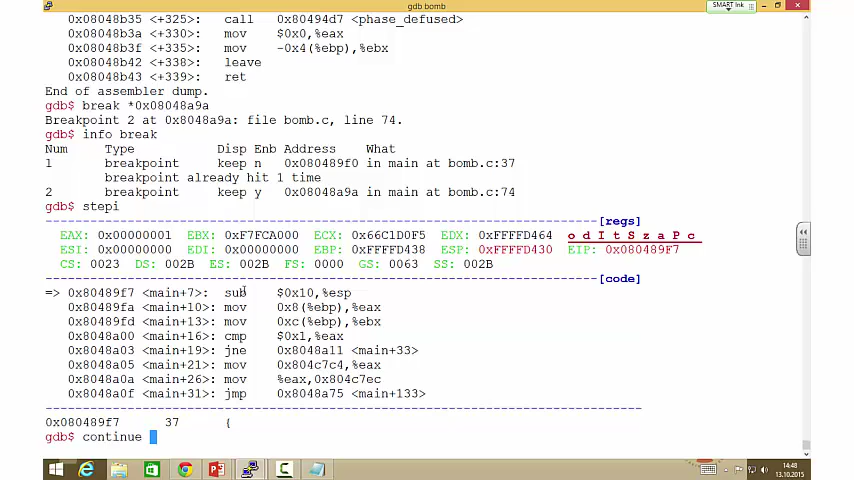 gdb bomb
SMART Ink
0x08048b35 <+325>: call 0x80494d7 <phase_defused>
0x08048b3a <+330>: mov $0x0,%eax
0x08048b3f <+335>: mov -0x4(%ebp),%ebx
0x08048b42 <+338>: leave
0x08048b43 <+339>: ret
End of assembler dump.
gdb$ break *0x08048a9a
Breakpoint 2 at 0x8048a9a: file bomb.c, line 74.
gdb$ info break
Num Type Disp Enb Address What
1 breakpoint keep n 0x080489f0 in main at bomb.c:37
breakpoint already hit 1 time
2 breakpoint keep y 0x08048a9a in main at bomb.c:74
gdb$ stepi
[regs]
EAX: 0x00000001 EBX: 0xF7FCA000 ECX: 0x66C1D0F5 EDX: 0xFFFFD464 o d I t S z a P c
ESI: 0x00000000 EDI: 0x00000000 EBP: 0xFFFFD438 ESP: 0xFFFFD430 EIP: 0x080489F7
CS: 0023 DS: 002B ES: 002B FS: 0000 GS: 0063 SS: 002B
[code]
=> 0x80489f7 <main+7>: sub $0x10,%esp
0x80489fa <main+10>: mov 0x8(%ebp),%eax
0x80489fd <main+13>: mov 0xc(%ebp),%ebx
0x8048a00 <main+16>: cmp $0x1,%eax
0x8048a03 <main+19>: jne 0x8048a11 <main+33>
0x8048a05 <main+21>: mov 0x804c7c4,%eax
0x8048a0a <main+26>: mov %eax,0x804c7ec
0x8048a0f <main+31>: jmp 0x8048a75 <main+133>
0x080489f7 37 {
gdb$ continue
14:48
13.10.2015